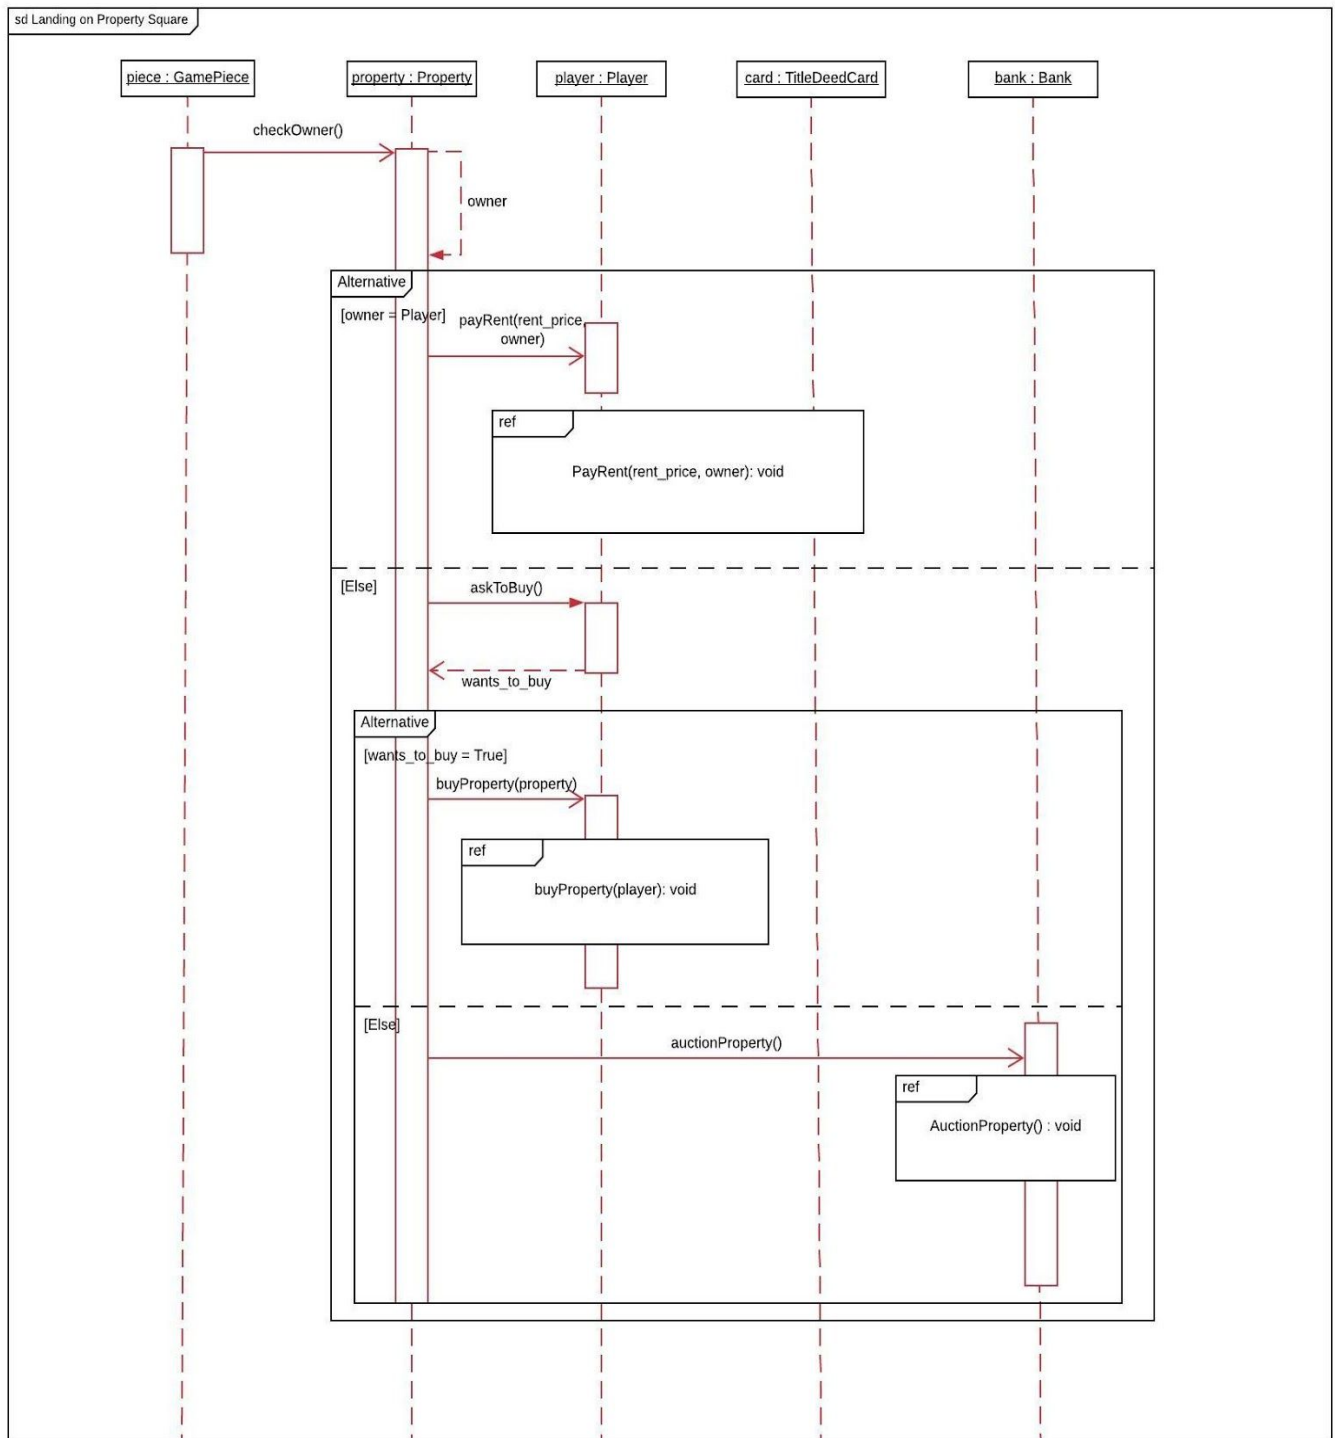 sd Landing on Property Square
piece : GamePiece
property : Property
player : Player
card : TitleDeedCard
bank : Bank
checkOwner()
owner
Alternative
[owner = Player]
payRent(rent_price,
owner)
ref
PayRent(rent_price, owner): void
[Else]
askToBuy()
wants_to_buy
Alternative
[wants_to_buy = True]
buyProperty(property)
ref
buyProperty(player): void
[Else]
auctionProperty()
ref
AuctionProperty() : void